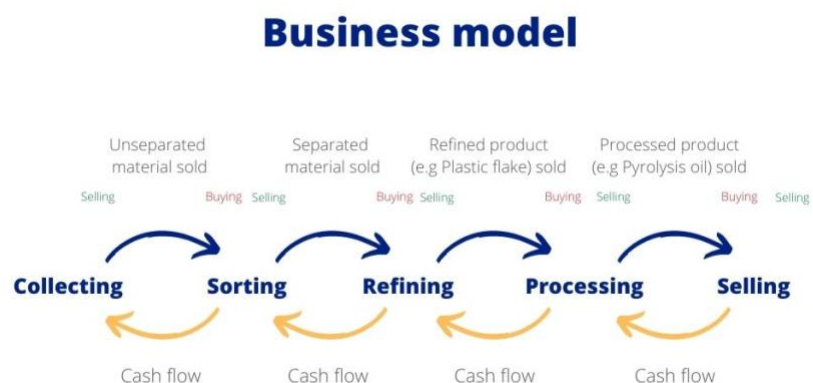 Business model
Unseparated
material sold
Separated
material sold
Refined product
(e.g Plastic flake) sold
Processed product
(e.g Pyrolysis oil) sold
Selling Buying Selling Buying Selling Buying Selling Buying Selling
Collecting Sorting Refining Processing Selling
Cash flow Cash flow Cash flow Cash flow